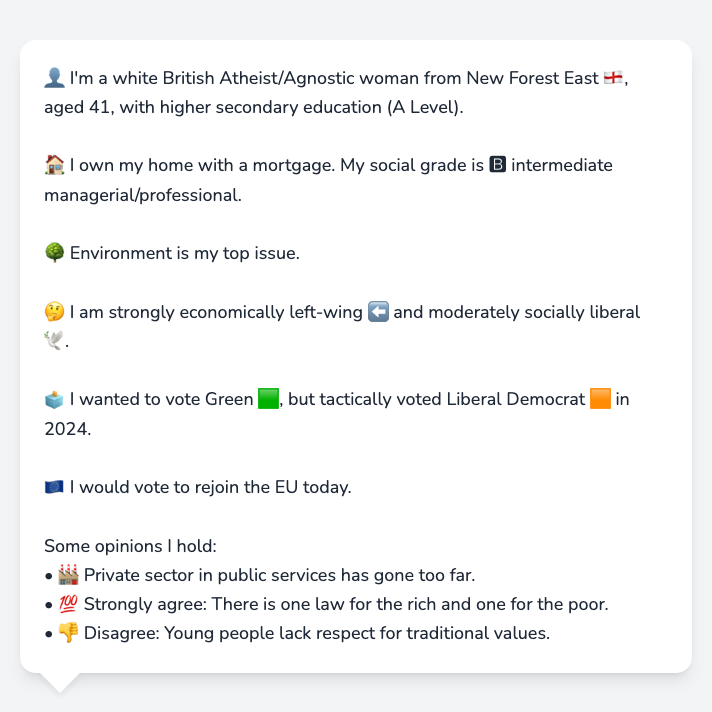 👤 I'm a white British Atheist/Agnostic woman from New Forest East 🏴󠁧󠁢󠁥󠁮󠁧󠁿,
aged 41, with higher secondary education (A Level).
🏠 I own my home with a mortgage. My social grade is 🅱 intermediate
managerial/professional.
🌳 Environment is my top issue.
🤔 I am strongly economically left-wing ⬅️ and moderately socially liberal
🕊️.
🗳️ I wanted to vote Green 🟩, but tactically voted Liberal Democrat 🟧 in
2024.
🇪🇺 I would vote to rejoin the EU today.
Some opinions I hold:
• 🏭 Private sector in public services has gone too far.
• 💯 Strongly agree: There is one law for the rich and one for the poor.
• 👎 Disagree: Young people lack respect for traditional values.